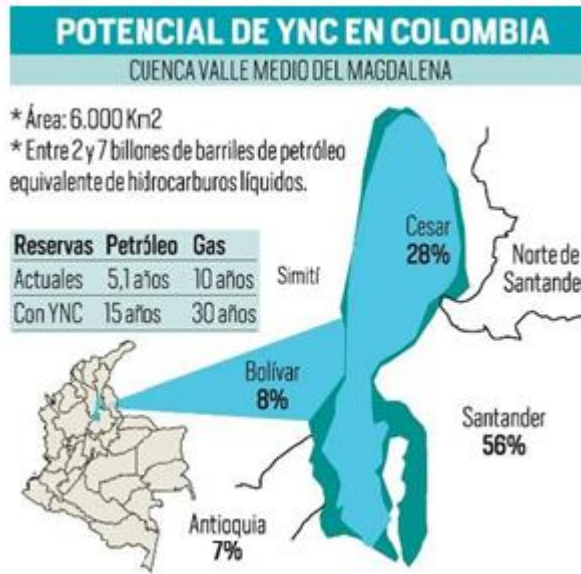 POTENCIAL DE YNC EN COLOMBIA
CUENCA VALLE MEDIO DEL MAGDALENA
* Área: 6.000 Km2
* Entre 2 y 7 billones de barriles de petróleo
equivalente de hidrocarburos líquidos.
Reservas Petróleo Gas
Actuales 5,1 años 10 años
Con YNC 15 años 30 años
Simití
Cesar
28%
Norte de
Santande
Bolívar
8%
Santander
56%
Antioquia
7%